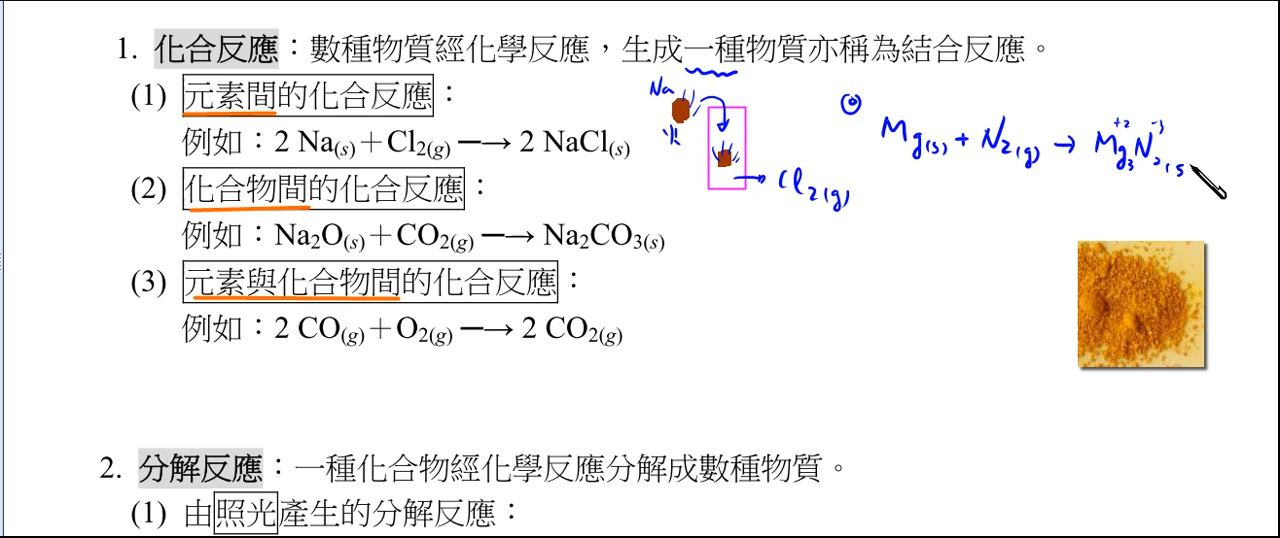 1. 化合反應：數種物質經化學反應，生成一種物質亦稱為結合反應。
(1) 元素間的化合反應：
例如：2 Na(s)＋Cl2(g) ─→ 2 NaCl(s)
(2) 化合物間的化合反應：
例如：Na2O(s)＋CO2(g) ─→ Na2CO3(s)
(3) 元素與化合物間的化合反應：
例如：2 CO(g)＋O2(g) ─→ 2 CO2(g)
Na
Cl2(g)
Mg(s) + N2(g) → Mg3N2(s
+2 -3
2. 分解反應：一種化合物經化學反應分解成數種物質。
(1) 由照光產生的分解反應：